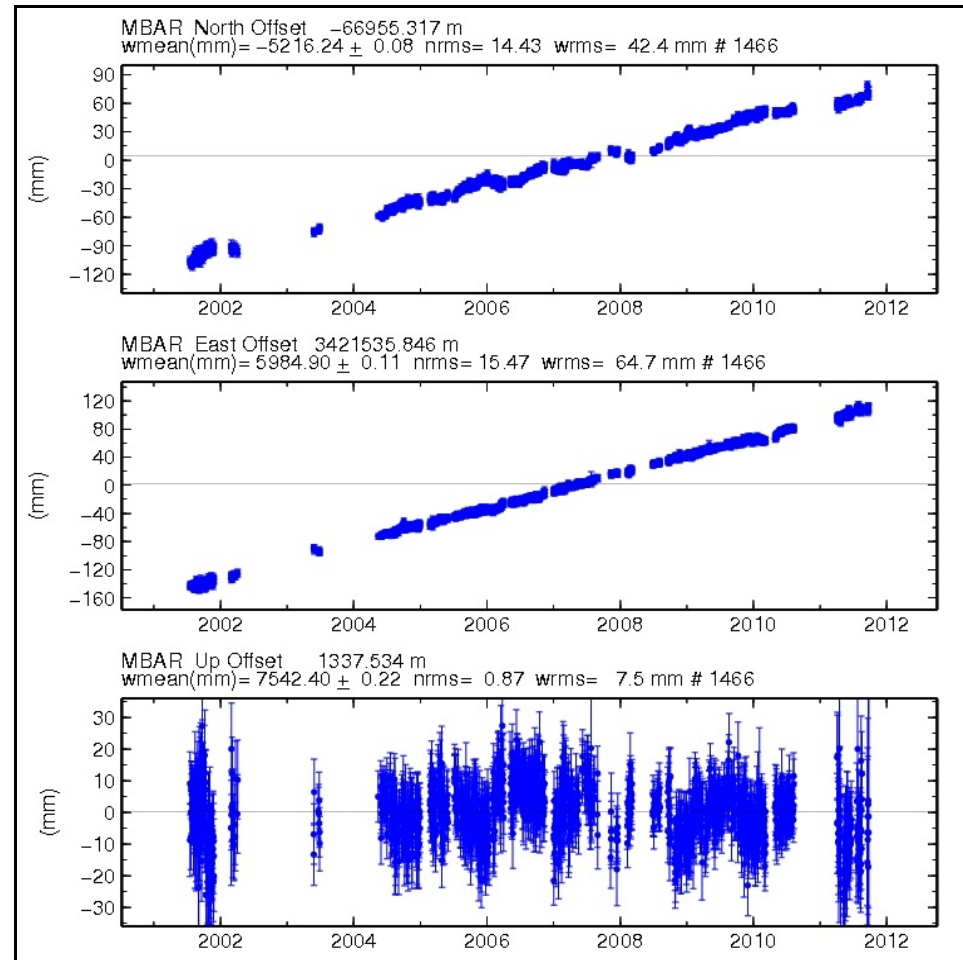 MBAR North Offset -66955.317 m
wmean(mm)= -5216.24 ± 0.08 nrms= 14.43 wrms= 42.4 mm # 1466
90
60
30
0
-30
-60
-90
-120
(mm)
2002 2004 2006 2008 2010 2012
MBAR East Offset 3421535.846 m
wmean(mm)= 5984.90 ± 0.11 nrms= 15.47 wrms= 64.7 mm # 1466
120
80
40
0
-40
-80
-120
-160
(mm)
2002 2004 2006 2008 2010 2012
MBAR Up Offset 1337.534 m
wmean(mm)= 7542.40 ± 0.22 nrms= 0.87 wrms= 7.5 mm # 1466
30
20
10
0
-10
-20
-30
(mm)
2002 2004 2006 2008 2010 2012